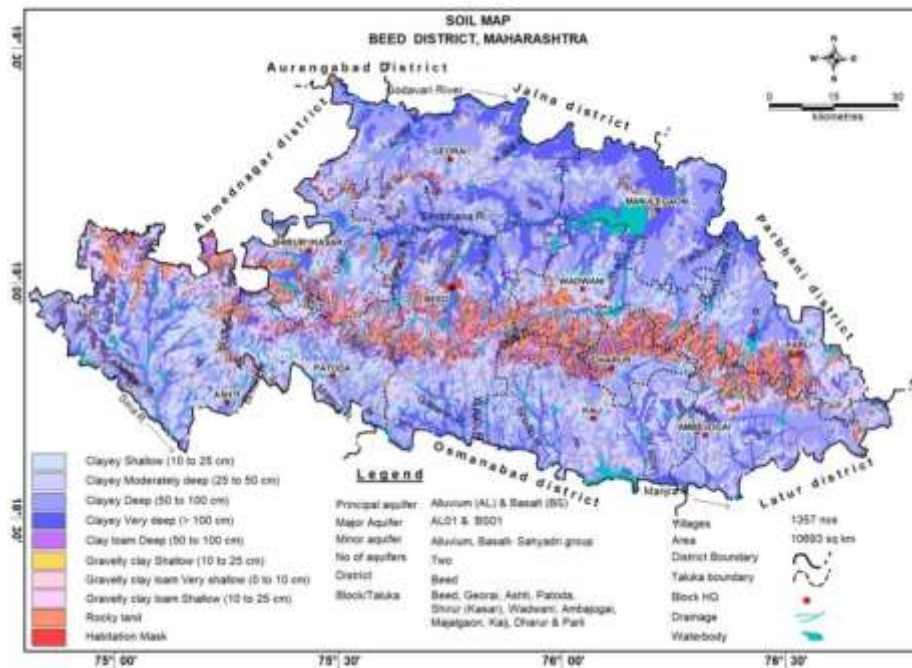 SOIL MAP
BEED DISTRICT, MAHARASHTRA
19° 30'
Aurangabad District
Godavari River
Jalna district
N
W E
S
0 15 30
kilometres
Ahmednagar district
GEORAI
MANJLEGAON
Sindphana R.
SHIRUR (KASAR)
Parbhani district
19° 00'
WADWANI
BEED
PARLI
DHARUR
PATODA
ASHTI
KAIJ
AMBEJOGAI
Osmanabad district
Manjra
Latur district
18° 30'
Clayey Shallow (10 to 25 cm)
Clayey Moderately deep (25 to 50 cm)
Clayey Deep (50 to 100 cm)
Clayey Very deep (> 100 cm)
Clay loam Deep (50 to 100 cm)
Gravelly clay Shallow (10 to 25 cm)
Gravelly clay loam Very shallow (0 to 10 cm)
Gravelly clay loam Shallow (10 to 25 cm)
Rocky land
Habitation Mask
Legend
Principal aquifer Alluvium (AL) & Basalt (BS)
Major Aquifer AL01 & BS01
Minor aquifer Alluvium, Basalt- Sahyadri group
No of aquifers Two
District Beed
Block/Taluka Beed, Georai, Ashti, Patoda,
Shirur (Kasar), Wadwani, Ambajogai,
Majalgaon, Kaij, Dharur & Parli
Villages 1357 nos
Area 10693 sq km
District Boundary
Taluka boundary
Block HQ
Drainage
Waterbody
75° 00' 75° 30' 76° 00' 76° 30'